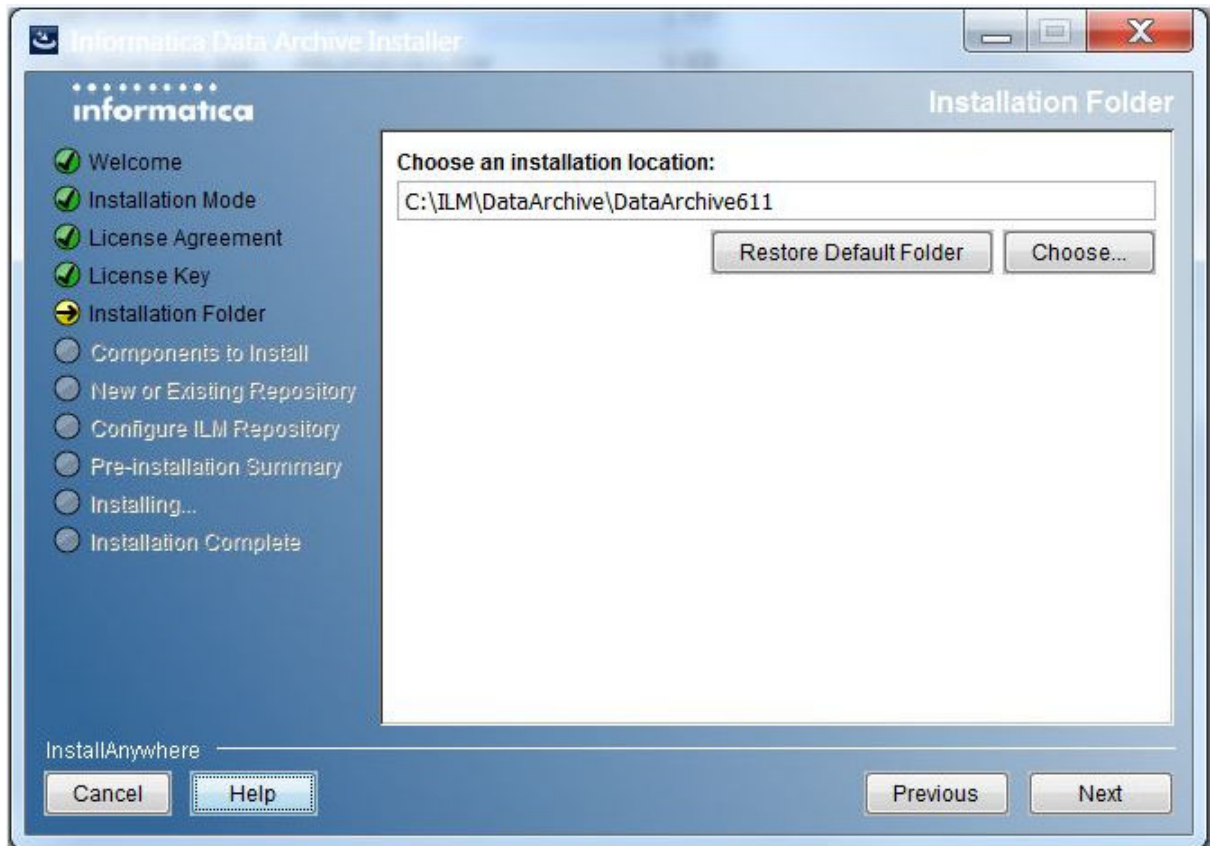 Informatica Data Archive Installer
X
informatica
Installation Folder
Welcome
Installation Mode
License Agreement
License Key
Installation Folder
Components to Install
New or Existing Repository
Configure ILM Repository
Pre-installation Summary
Installing...
Installation Complete
Choose an installation location:
C:\ILM\DataArchive\DataArchive611
Restore Default Folder Choose...
InstallAnywhere
Cancel Help Previous Next